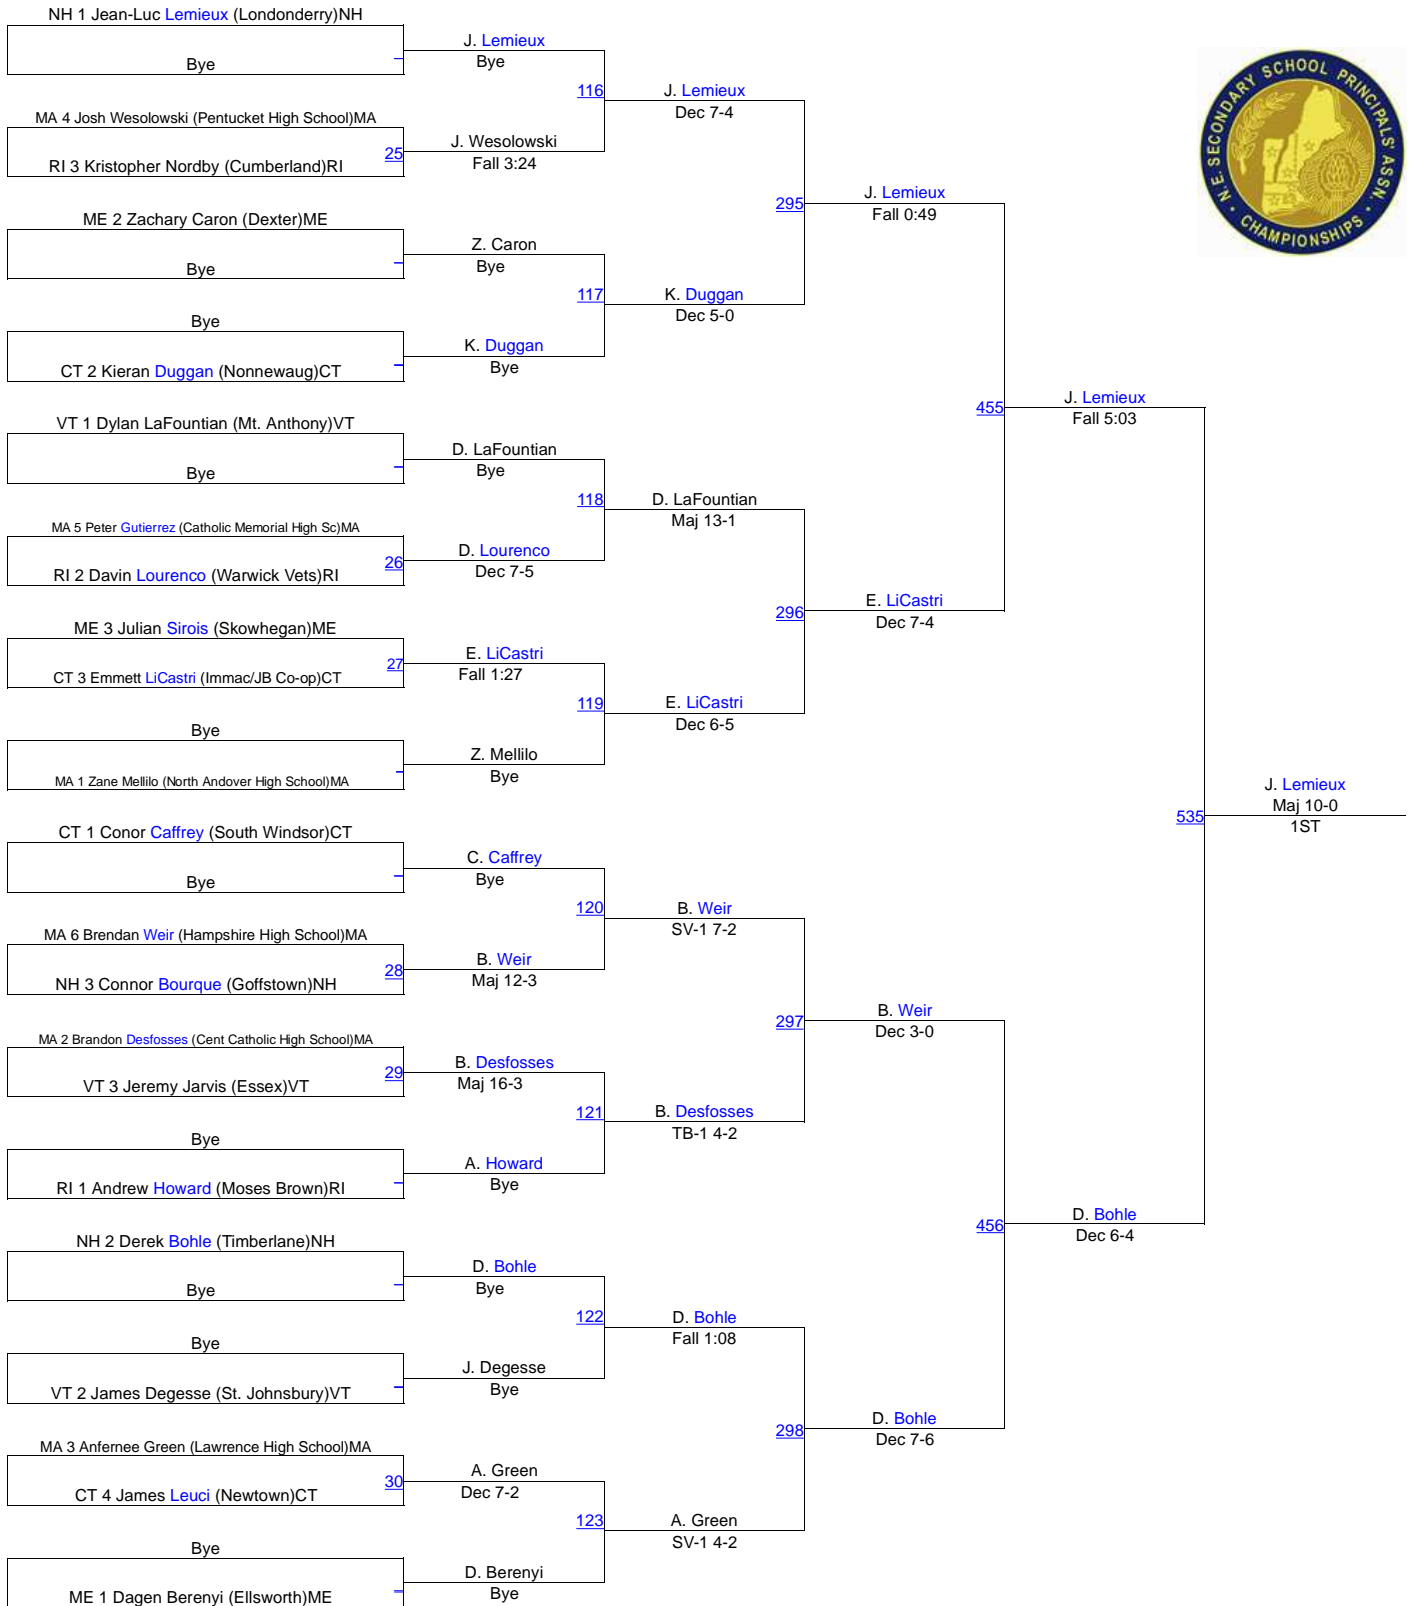 NH 1 Jean-Luc Lemieux (Londonderry)NH
Bye
J. Lemieux
Bye
116
J. Lemieux
Dec 7-4
MA 4 Josh Wesolowski (Pentucket High School)MA
RI 3 Kristopher Nordby (Cumberland)RI
25
J. Wesolowski
Fall 3:24
295
J. Lemieux
Fall 0:49
ME 2 Zachary Caron (Dexter)ME
Bye
Z. Caron
Bye
117
K. Duggan
Dec 5-0
Bye
CT 2 Kieran Duggan (Nonnewaug)CT
K. Duggan
Bye
455
J. Lemieux
Fall 5:03
VT 1 Dylan LaFountian (Mt. Anthony)VT
Bye
D. LaFountian
Bye
118
D. LaFountian
Maj 13-1
MA 5 Peter Gutierrez (Catholic Memorial High Sc)MA
RI 2 Davin Lourenco (Warwick Vets)RI
26
D. Lourenco
Dec 7-5
296
E. LiCastri
Dec 7-4
ME 3 Julian Sirois (Skowhegan)ME
CT 3 Emmett LiCastri (Immac/JB Co-op)CT
27
E. LiCastri
Fall 1:27
119
E. LiCastri
Dec 6-5
Bye
MA 1 Zane Mellilo (North Andover High School)MA
Z. Mellilo
Bye
535
J. Lemieux
Maj 10-0
1ST
CT 1 Conor Caffrey (South Windsor)CT
Bye
C. Caffrey
Bye
120
B. Weir
SV-1 7-2
MA 6 Brendan Weir (Hampshire High School)MA
NH 3 Connor Bourque (Goffstown)NH
28
B. Weir
Maj 12-3
297
B. Weir
Dec 3-0
MA 2 Brandon Desfosses (Cent Catholic High School)MA
VT 3 Jeremy Jarvis (Essex)VT
29
B. Desfosses
Maj 16-3
121
B. Desfosses
TB-1 4-2
Bye
RI 1 Andrew Howard (Moses Brown)RI
A. Howard
Bye
456
D. Bohle
Dec 6-4
NH 2 Derek Bohle (Timberlane)NH
Bye
D. Bohle
Bye
122
D. Bohle
Fall 1:08
Bye
VT 2 James Degesse (St. Johnsbury)VT
J. Degesse
Bye
298
D. Bohle
Dec 7-6
MA 3 Anfernee Green (Lawrence High School)MA
CT 4 James Leuci (Newtown)CT
30
A. Green
Dec 7-2
123
A. Green
SV-1 4-2
Bye
ME 1 Dagen Berenyi (Ellsworth)ME
D. Berenyi
Bye
N.E. SECONDARY SCHOOL PRINCIPALS' ASSN.
CHAMPIONSHIPS